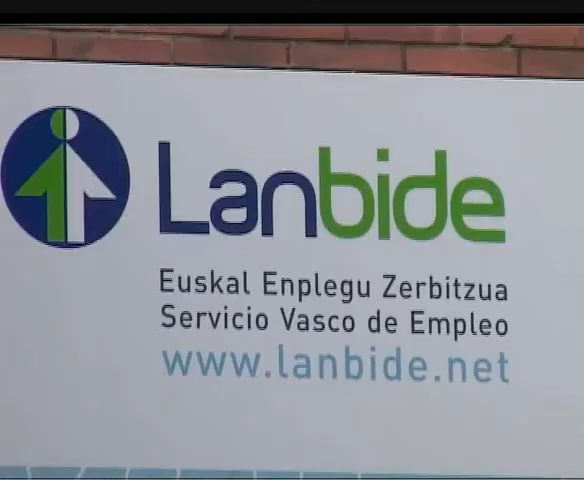 Lanbide
Euskal Enplegu Zerbitzua
Servicio Vasco de Empleo
www.lanbide.net